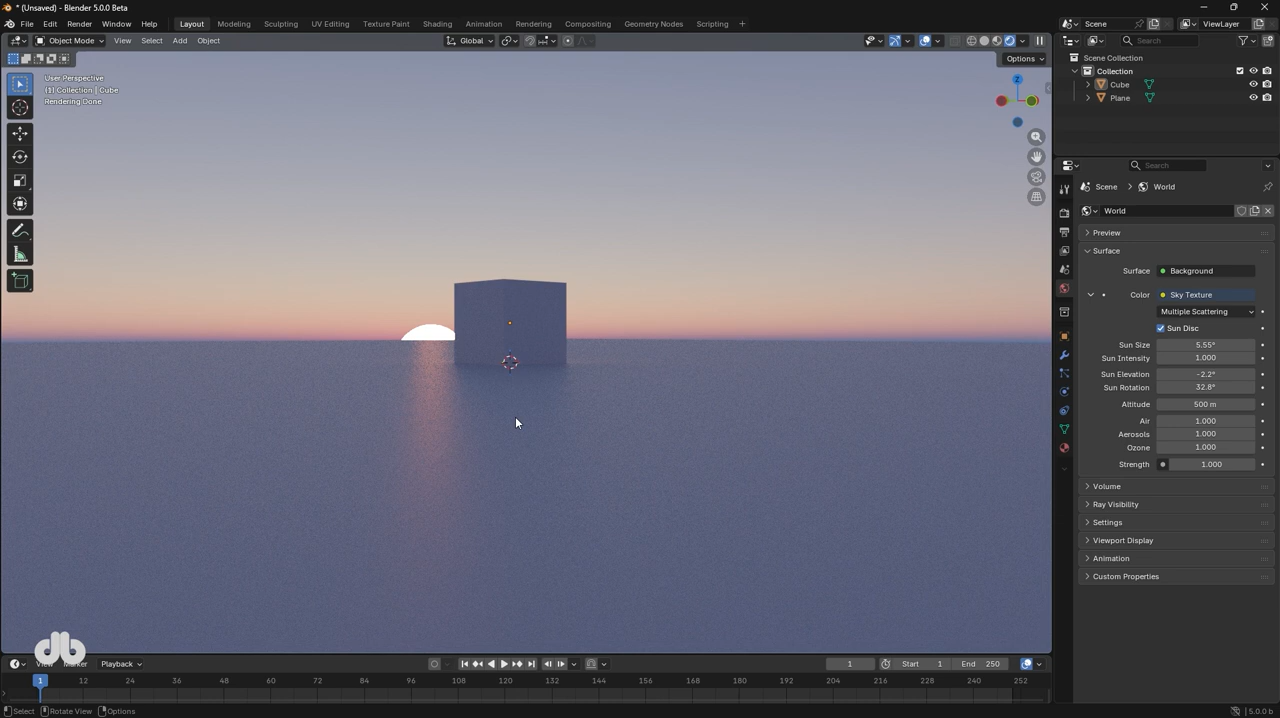 * (Unsaved) - Blender 5.0.0 Beta
File Edit Render Window Help Layout Modeling Sculpting UV Editing Texture Paint Shading Animation Rendering Compositing Geometry Nodes Scripting + Scene ViewLayer
Object Mode View Select Add Object Global Search
Options
User Perspective
(1) Collection | Cube
Rendering Done
Z
Scene Collection
Collection
Cube
Plane
Search
Scene > World
World
Preview
Surface
Surface Background
Color Sky Texture
Multiple Scattering
Sun Disc
Sun Size 5.55°
Sun Intensity 1.000
Sun Elevation -2.2°
Sun Rotation 32.8°
Altitude 500 m
Air 1.000
Aerosols 1.000
Ozone 1.000
Strength 1.000
Volume
Ray Visibility
Settings
Viewport Display
Animation
Custom Properties
db
View Marker Playback 1 Start 1 End 250
1 12 24 36 48 60 72 84 96 108 120 132 144 156 168 180 192 204 216 228 240 252
Select Rotate View Options 5.0.0 b